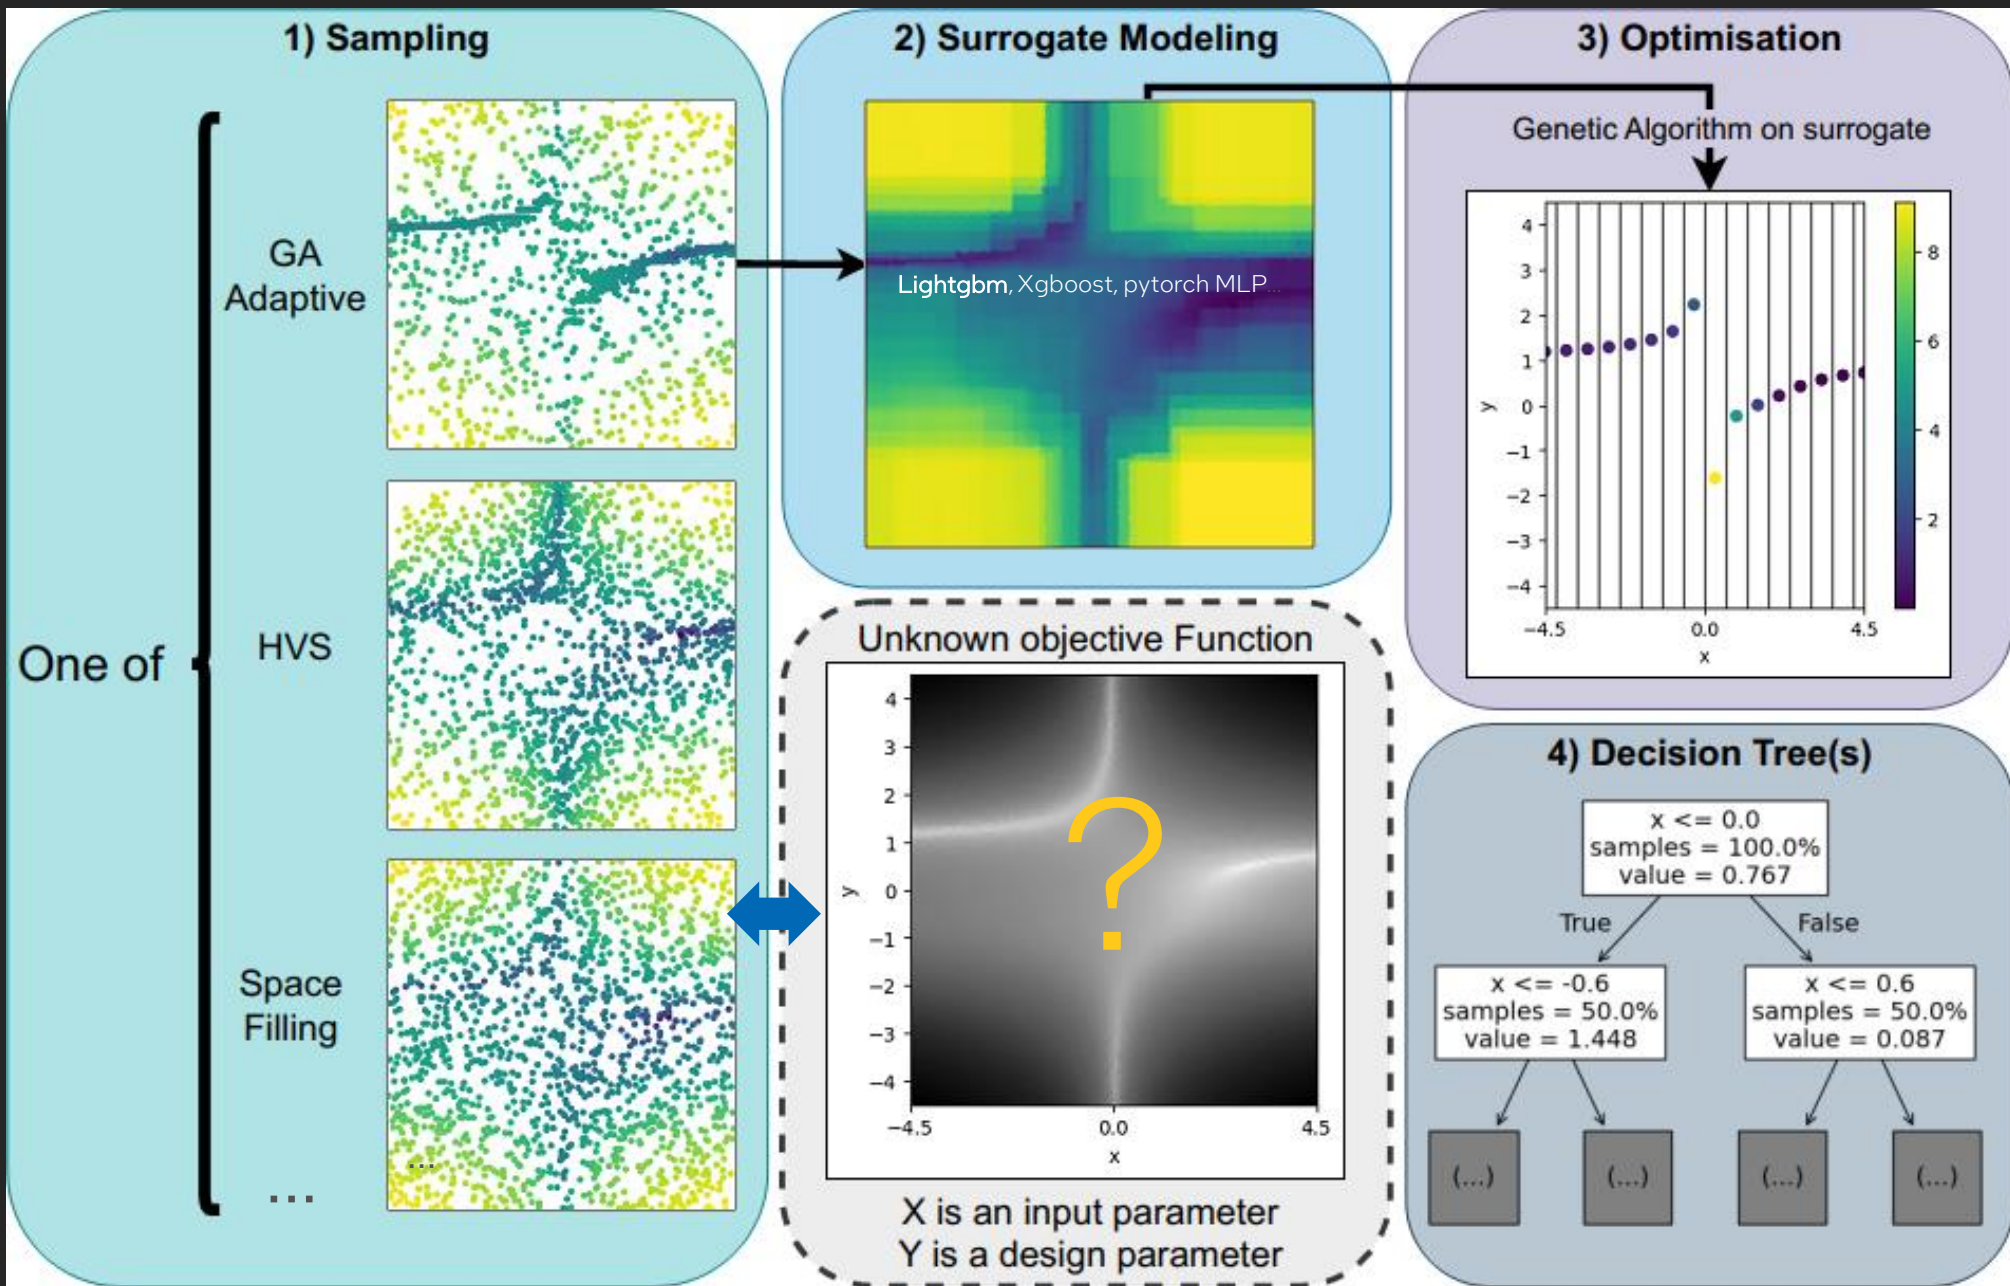 1) Sampling
One of
GA
Adaptive
HVS
Space
Filling
...
...
2) Surrogate Modeling
Lightgbm, Xgboost, pytorch MLP...
Unknown objective Function
4
3
2
1
0
−1
−2
−3
−4
y
?
−4.5
0.0
4.5
x
X is an input parameter
Y is a design parameter
3) Optimisation
Genetic Algorithm on surrogate
4
3
2
1
0
−1
−2
−3
−4
y
−4.5
0.0
4.5
x
8
6
4
2
4) Decision Tree(s)
x <= 0.0
samples = 100.0%
value = 0.767
True
False
x <= -0.6
samples = 50.0%
value = 1.448
x <= 0.6
samples = 50.0%
value = 0.087
(...)
(...)
(...)
(...)